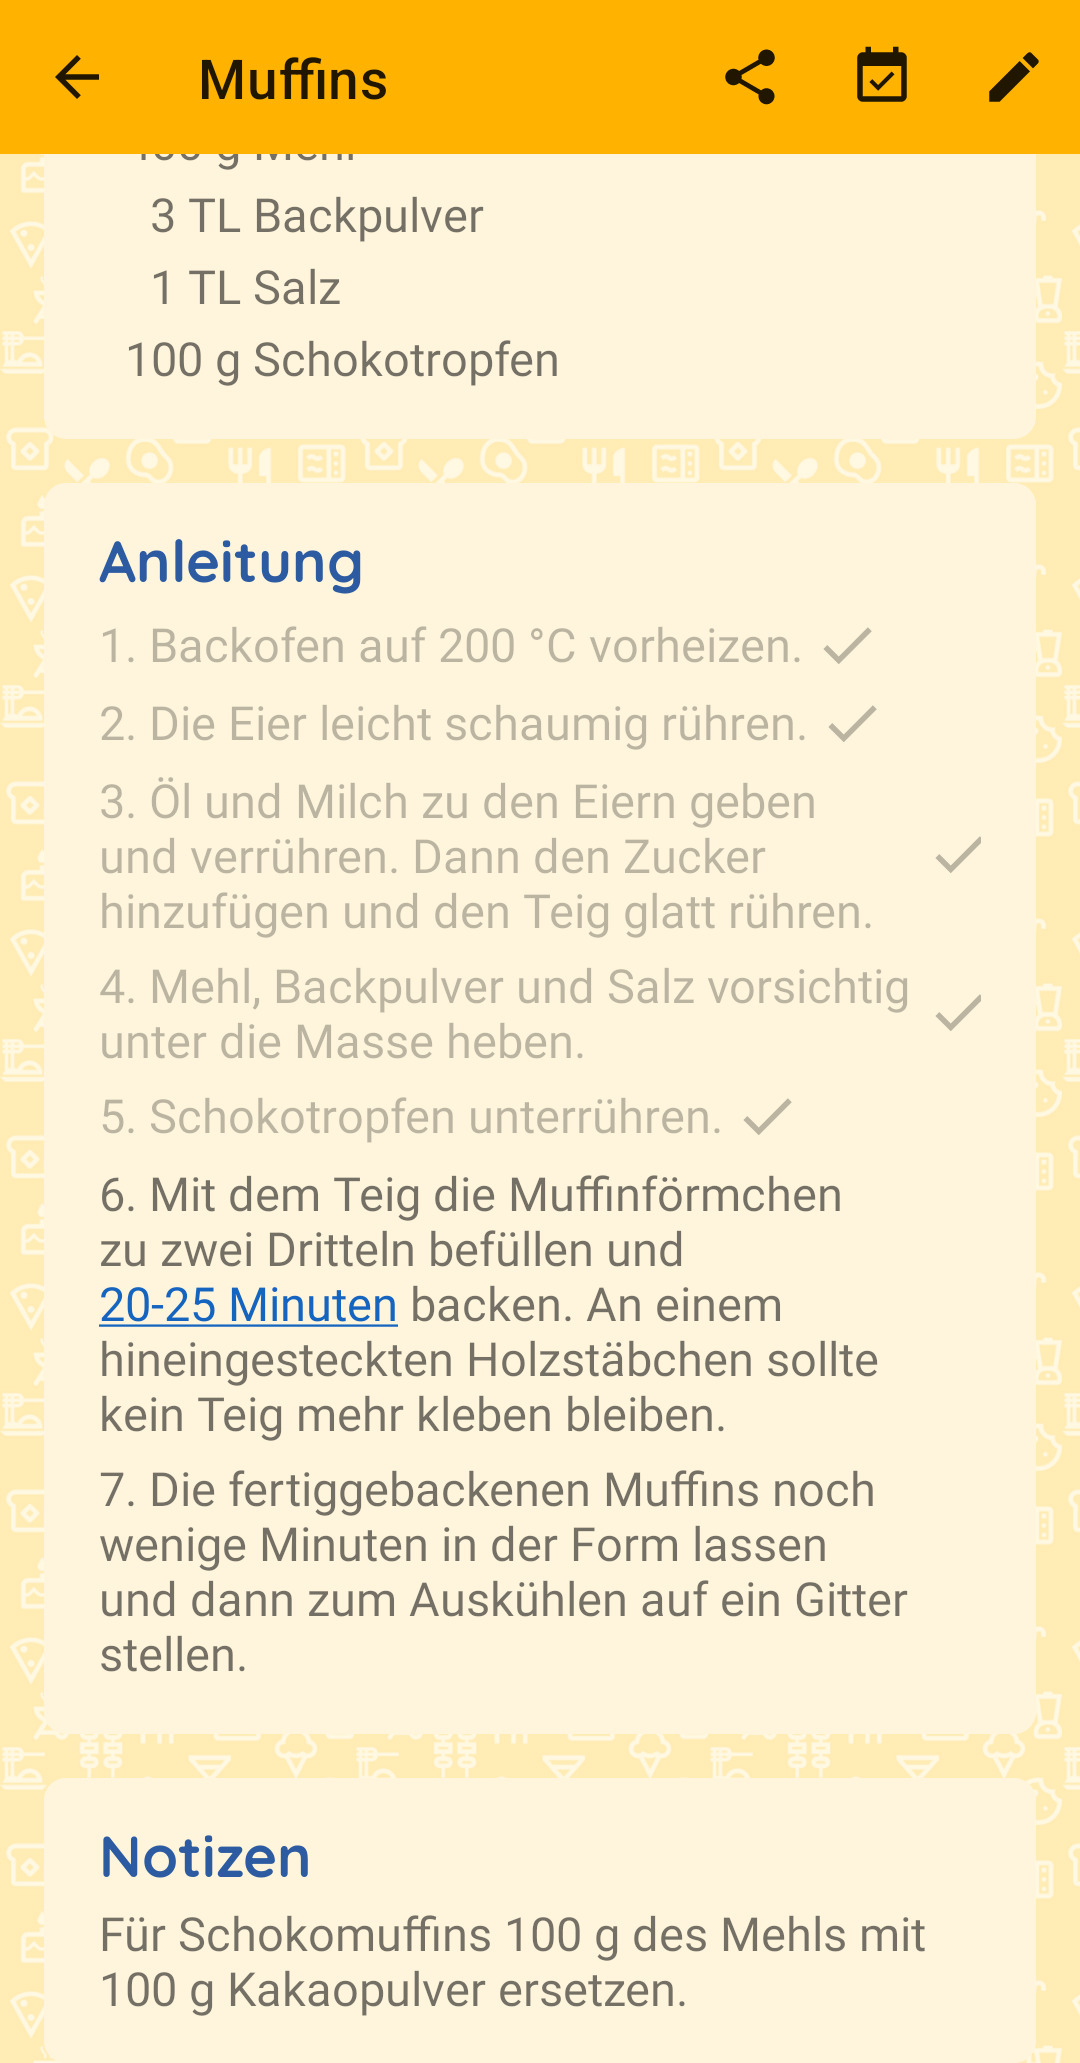 Muffins
3 TL Backpulver
1 TL Salz
100 g Schokotropfen
Anleitung
1. Backofen auf 200 °C vorheizen.
2. Die Eier leicht schaumig rühren.
3. Öl und Milch zu den Eiern geben
und verrühren. Dann den Zucker
hinzufügen und den Teig glatt rühren.
4. Mehl, Backpulver und Salz vorsichtig
unter die Masse heben.
5. Schokotropfen unterrühren.
6. Mit dem Teig die Muffinförmchen
zu zwei Dritteln befüllen und
20-25 Minuten backen. An einem
hineingesteckten Holzstäbchen sollte
kein Teig mehr kleben bleiben.
7. Die fertiggebackenen Muffins noch
wenige Minuten in der Form lassen
und dann zum Auskühlen auf ein Gitter
stellen.
Notizen
Für Schokomuffins 100 g des Mehls mit
100 g Kakaopulver ersetzen.